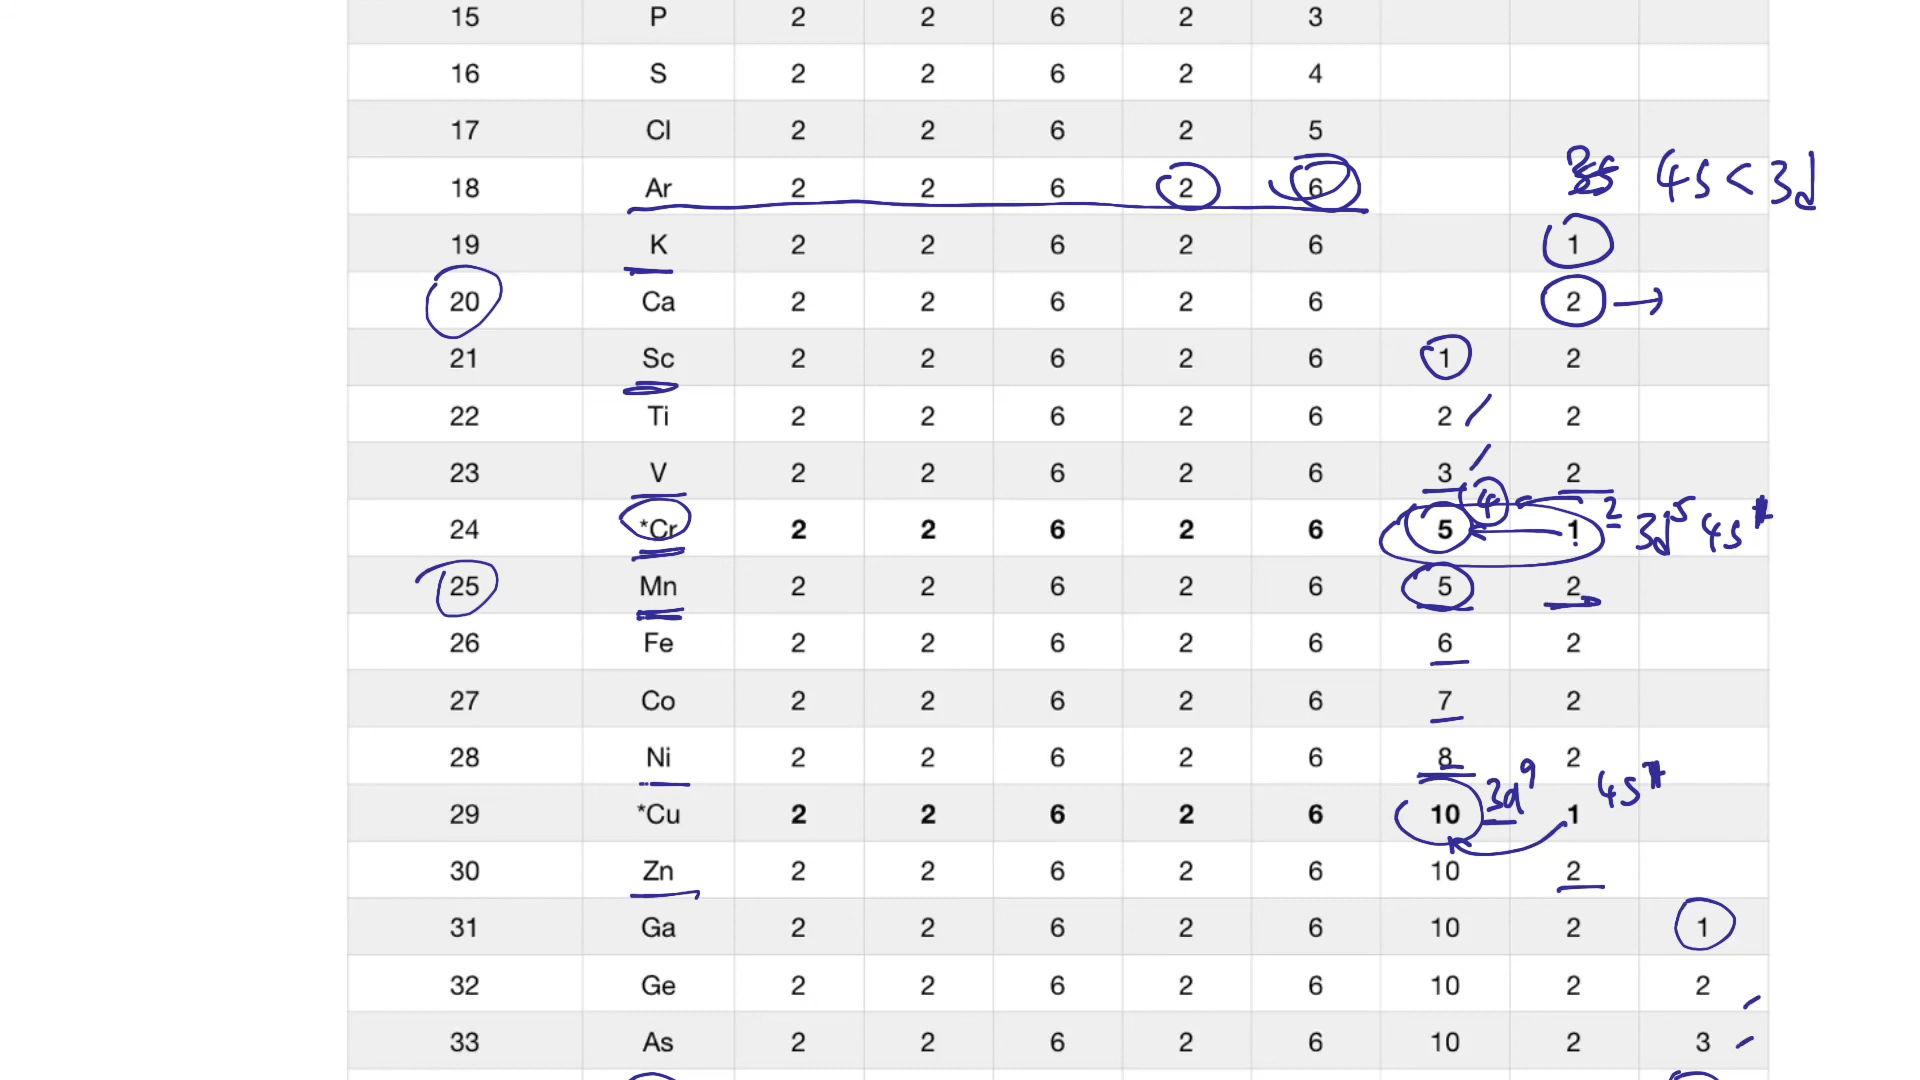 15 P 2 2 6 2 3
16 S 2 2 6 2 4
17 Cl 2 2 6 2 5
18 Ar 2 2 6 2 6 4s < 3d
19 K 2 2 6 2 6 1
20 Ca 2 2 6 2 6 2 →
21 Sc 2 2 6 2 6 1 2
22 Ti 2 2 6 2 6 2 2
23 V 2 2 6 2 6 3 2
24 *Cr 2 2 6 2 6 5 1 2 3d⁵ 4s
25 Mn 2 2 6 2 6 5 2
26 Fe 2 2 6 2 6 6 2
27 Co 2 2 6 2 6 7 2
28 Ni 2 2 6 2 6 8 2
29 *Cu 2 2 6 2 6 10 3d⁹ 1 4s
30 Zn 2 2 6 2 6 10 2
31 Ga 2 2 6 2 6 10 2 1
32 Ge 2 2 6 2 6 10 2 2
33 As 2 2 6 2 6 10 2 3